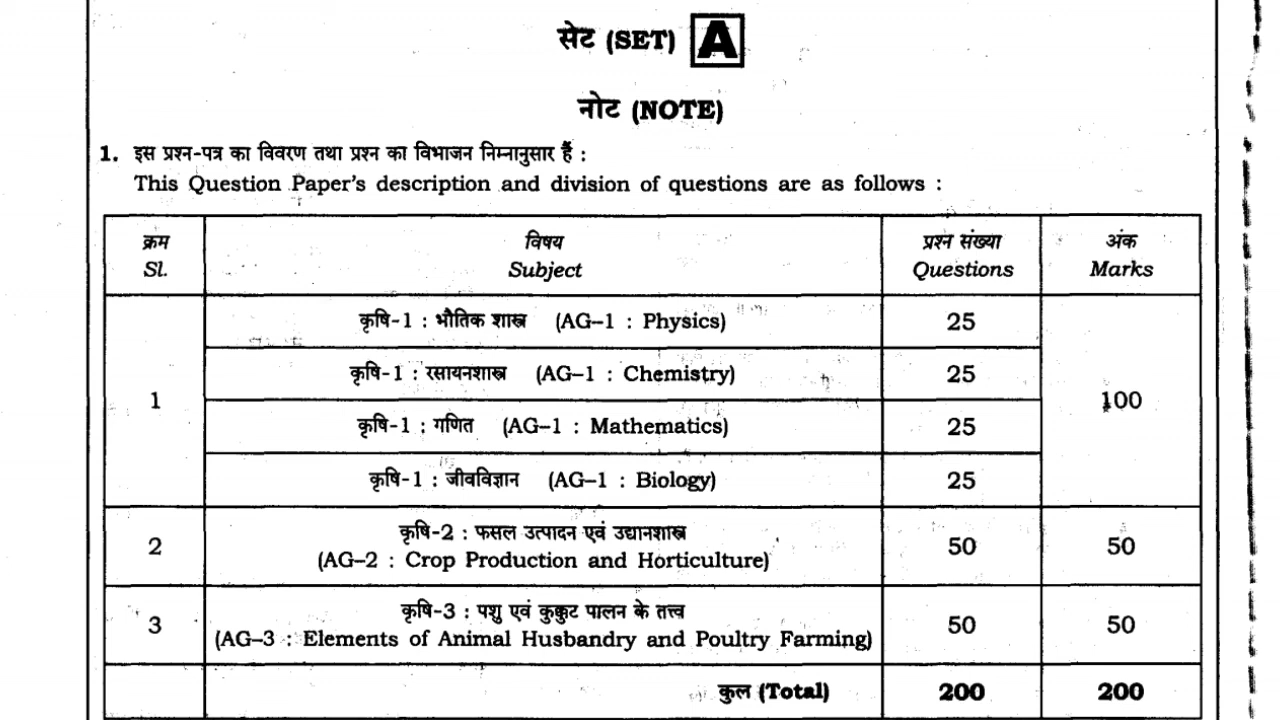 सेट (SET) A
नोट (NOTE)
1. इस प्रश्न-पत्र का विवरण तथा प्रश्न का विभाजन निम्नानुसार हैं :
This Question Paper's description and division of questions are as follows :
क्रम विषय प्रश्न संख्या अंक
Sl. Subject Questions Marks
कृषि-1 : भौतिक शास्त्र (AG–1 : Physics) 25
कृषि-1 : रसायनशास्त्र (AG–1 : Chemistry) 25
1 100
कृषि-1 : गणित (AG–1 : Mathematics) 25
कृषि-1 : जीवविज्ञान (AG–1 : Biology) 25
कृषि-2 : फसल उत्पादन एवं उद्यानशास्त्र
2 50 50
(AG–2 : Crop Production and Horticulture)
कृषि-3 : पशु एवं कुक्कुट पालन के तत्त्व
3 50 50
(AG–3 : Elements of Animal Husbandry and Poultry Farming)
कुल (Total) 200 200